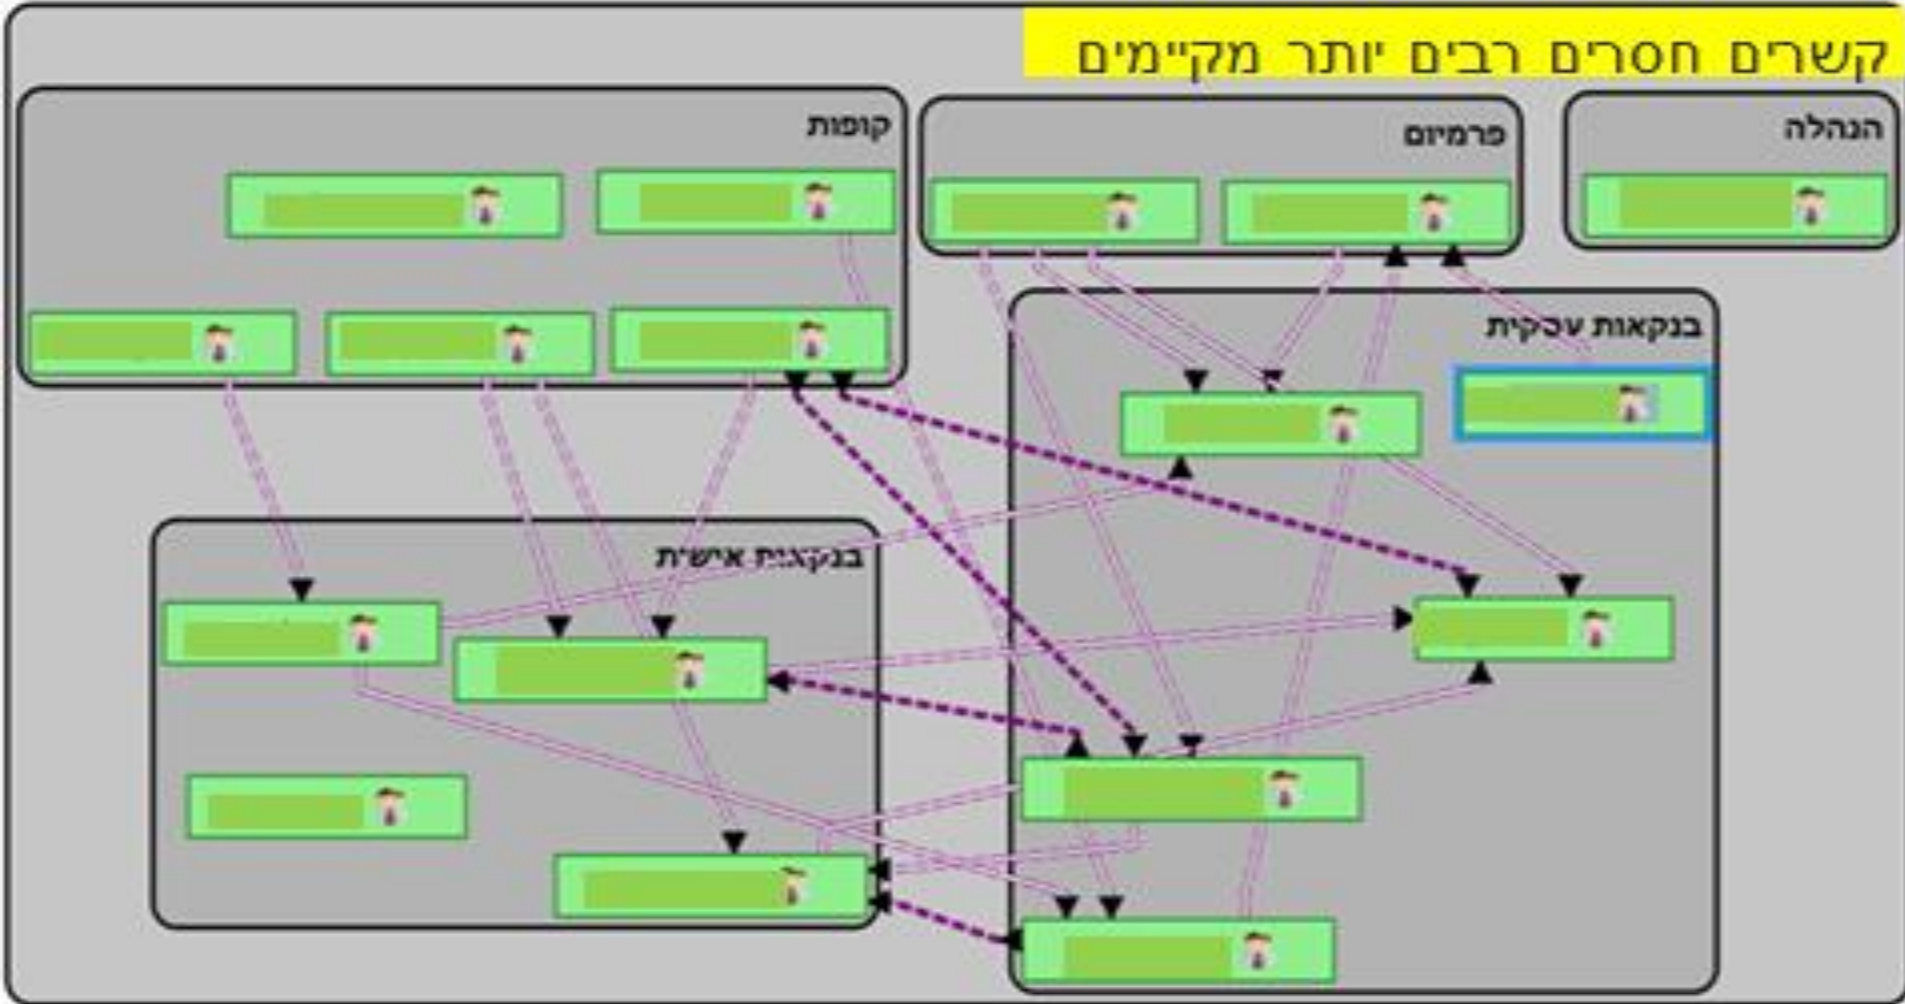 קשרים חסרים רבים יותר מקיימים
הנהלה
פרמיום
קופות
בנקאות עסקית
בנקאות אישית